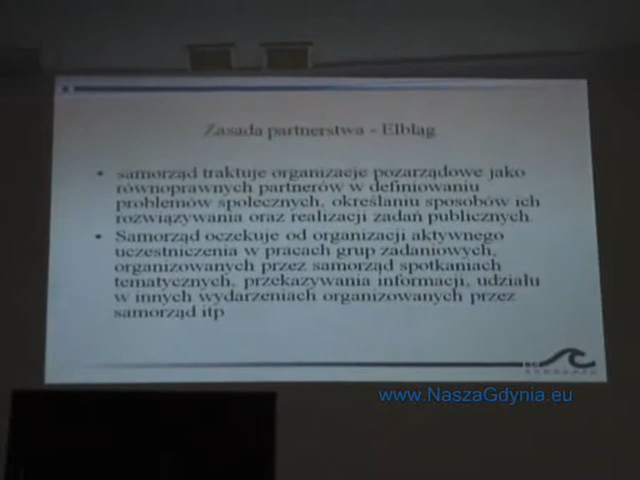 Zasada partnerstwa - Elbląg
• samorząd traktuje organizacje pozarządowe jako
równoprawnych partnerów w definiowaniu
problemów społecznych, określaniu sposobów ich
rozwiązywania oraz realizacji zadań publicznych.
• Samorząd oczekuje od organizacji aktywnego
uczestniczenia w pracach grup zadaniowych,
organizowanych przez samorząd spotkaniach
tematycznych, przekazywania informacji, udziału
w innych wydarzeniach organizowanych przez
samorząd itp
www.NaszaGdynia.eu